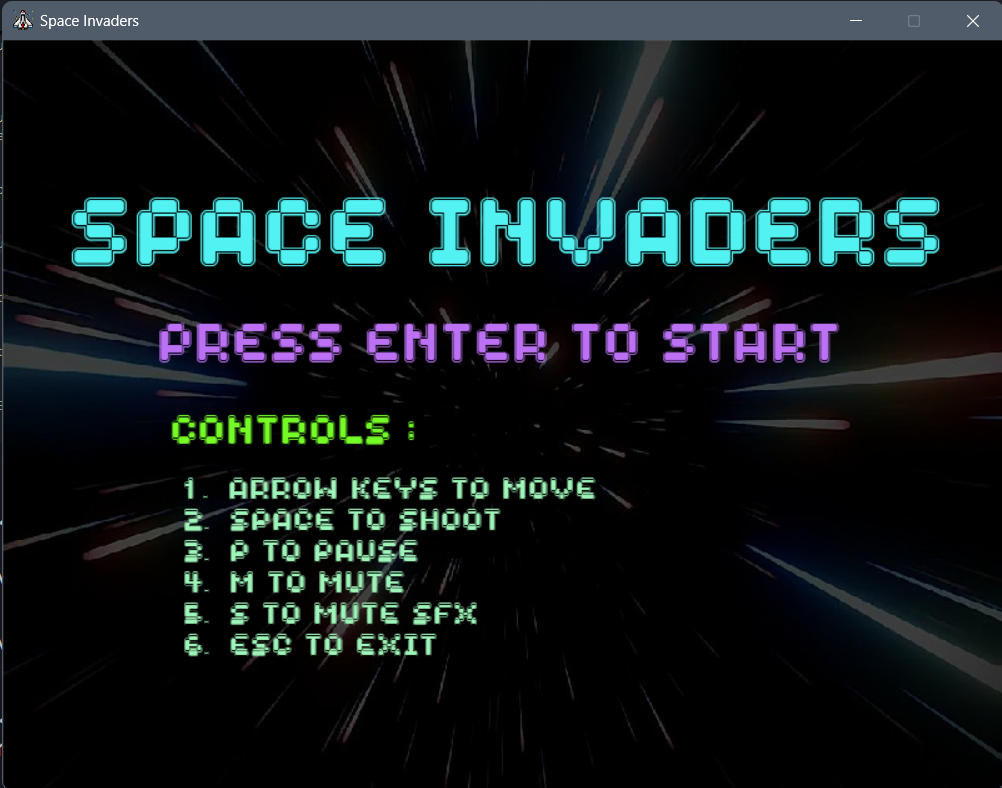 Space Invaders
SPACE INVADERS
PRESS ENTER TO START
CONTROLS :
1. ARROW KEYS TO MOVE
2. SPACE TO SHOOT
3. P TO PAUSE
4. M TO MUTE
5. S TO MUTE SFX
6. ESC TO EXIT